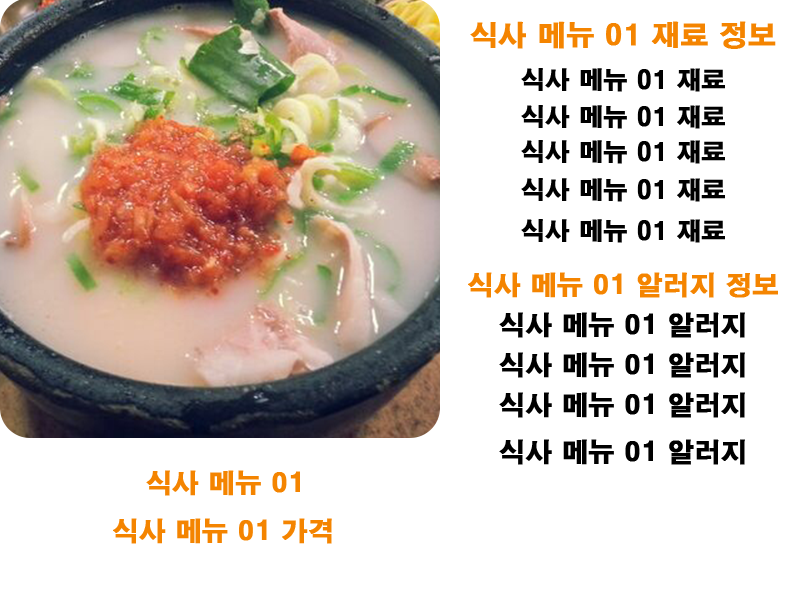 식사 메뉴 01 재료 정보
식사 메뉴 01 재료
식사 메뉴 01 재료
식사 메뉴 01 재료
식사 메뉴 01 재료
식사 메뉴 01 재료
식사 메뉴 01 알러지 정보
식사 메뉴 01 알러지
식사 메뉴 01 알러지
식사 메뉴 01 알러지
식사 메뉴 01 알러지
식사 메뉴 01
식사 메뉴 01 가격